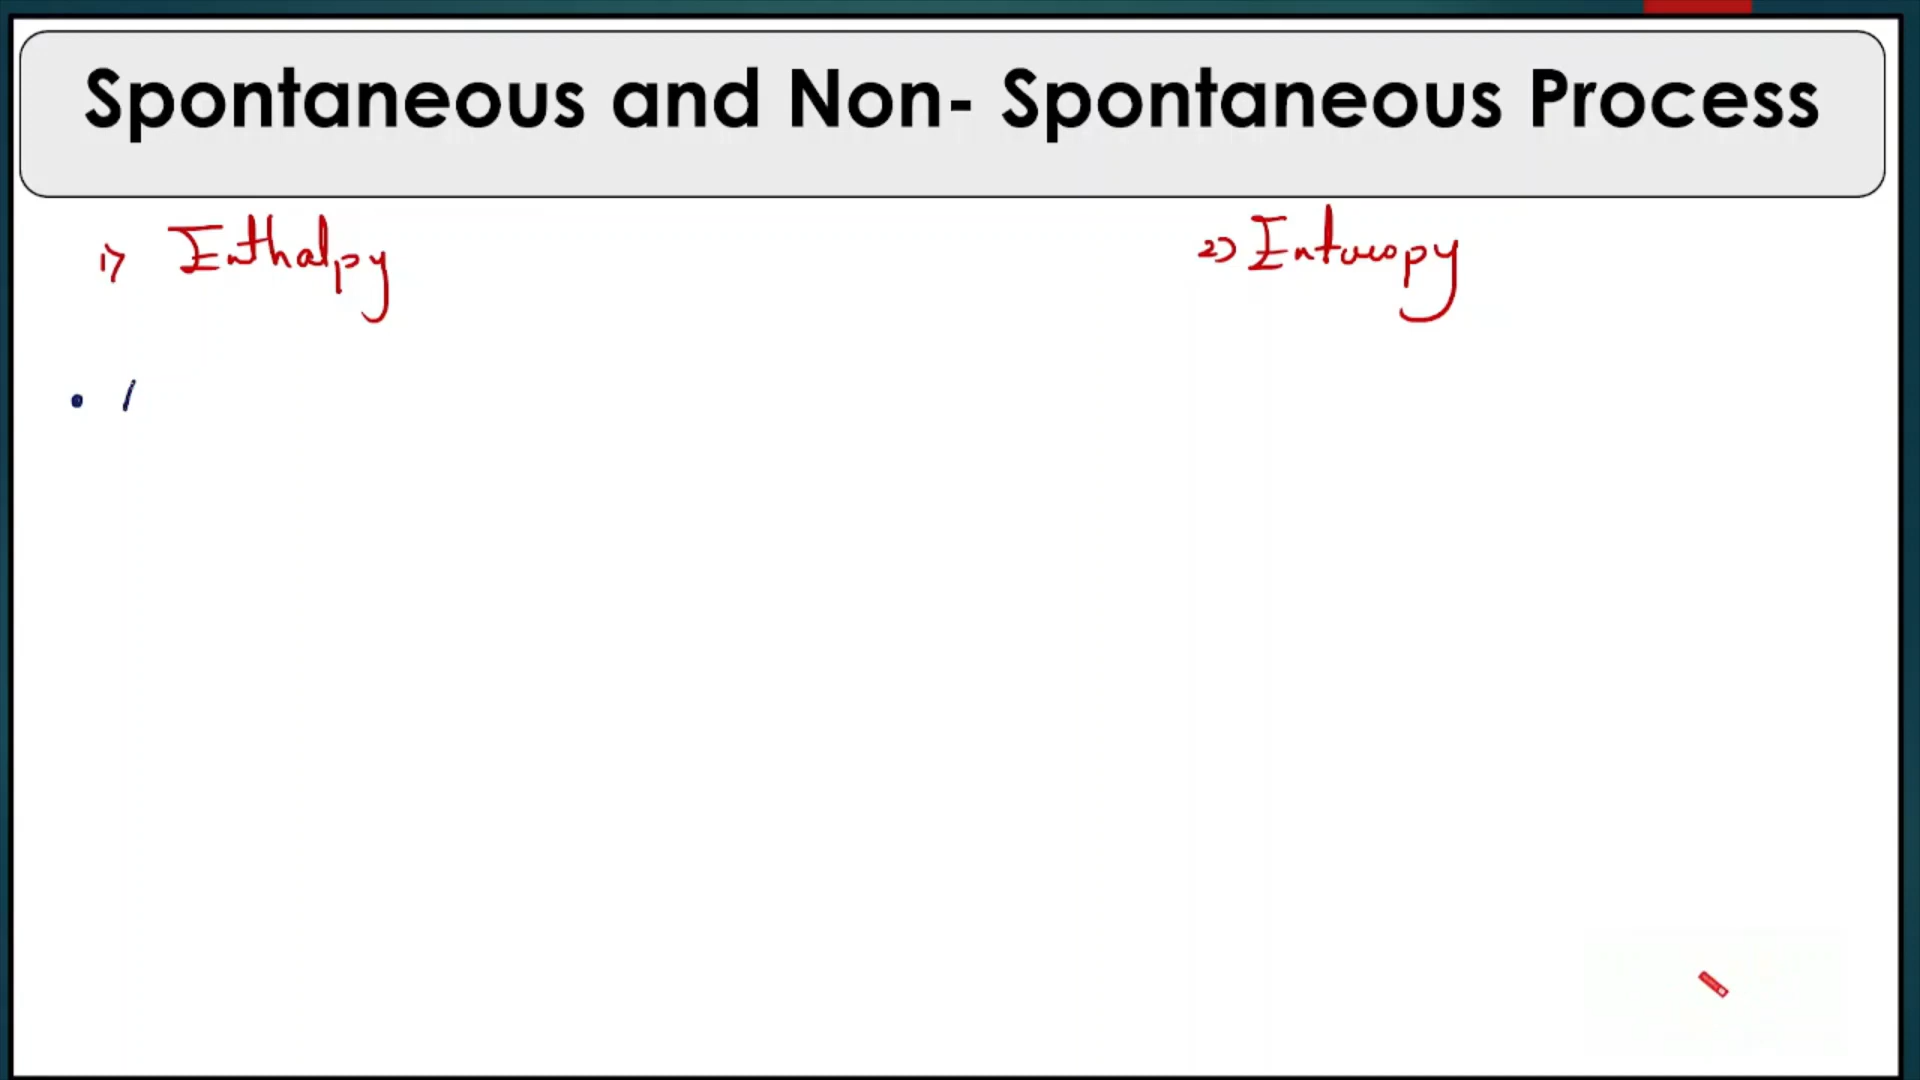 Spontaneous and Non- Spontaneous Process
1) Enthalpy
2) Entropy
•